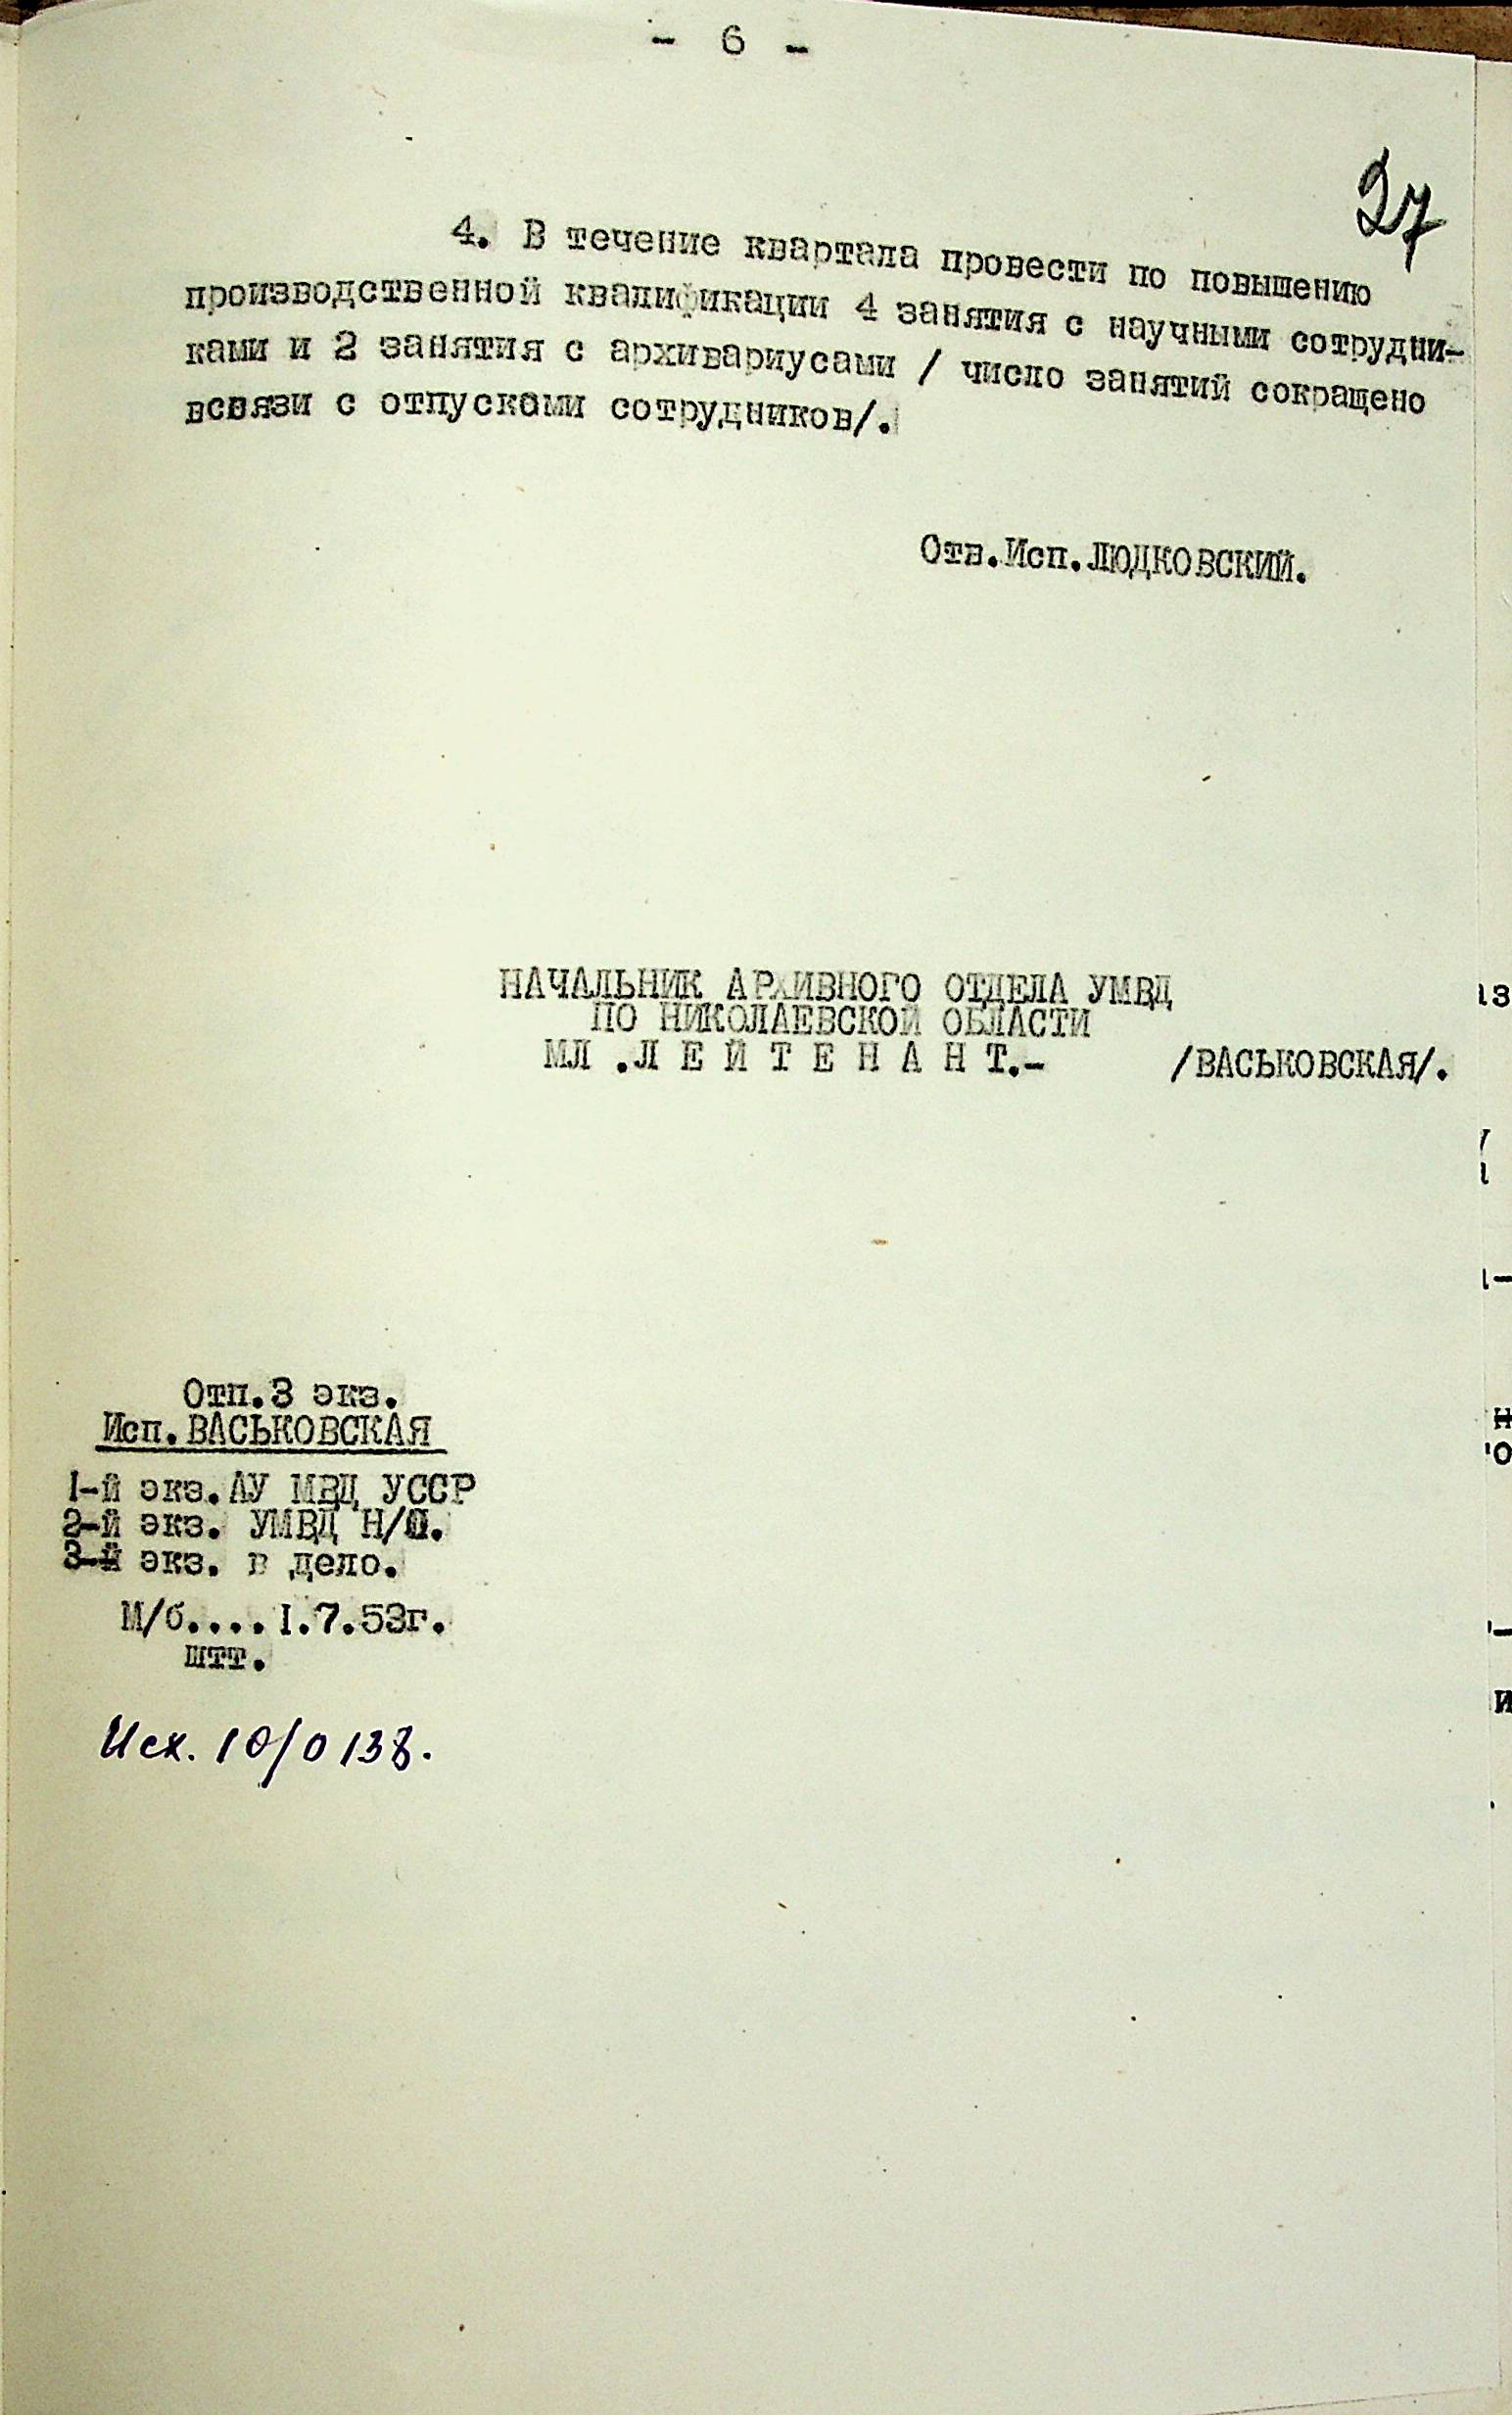 - 6 -
27
4. В течение квартала провести по повышению
производственной квалификации 4 занятия с научными сотрудни-
ками и 2 занятия с архивариусами / число занятий сокращено
всвязи с отпусками сотрудников/.
Отв.Исп.ЛЮДКОВСКИЙ.
НАЧАЛЬНИК АРХИВНОГО ОТДЕЛА УМВД
ПО НИКОЛАЕВСКОЙ ОБЛАСТИ
МЛ .Л Е Й Т Е Н А Н Т.- /ВАСЬКОВСКАЯ/.
Отп.3 экз.
Исп.ВАСЬКОВСКАЯ
1-й экз.АУ МВД УССР
2-й экз. УМВД Н/О.
3-й экз. в дело.
М/б....I.7.53г.
штт.
Исх. 10/0138.